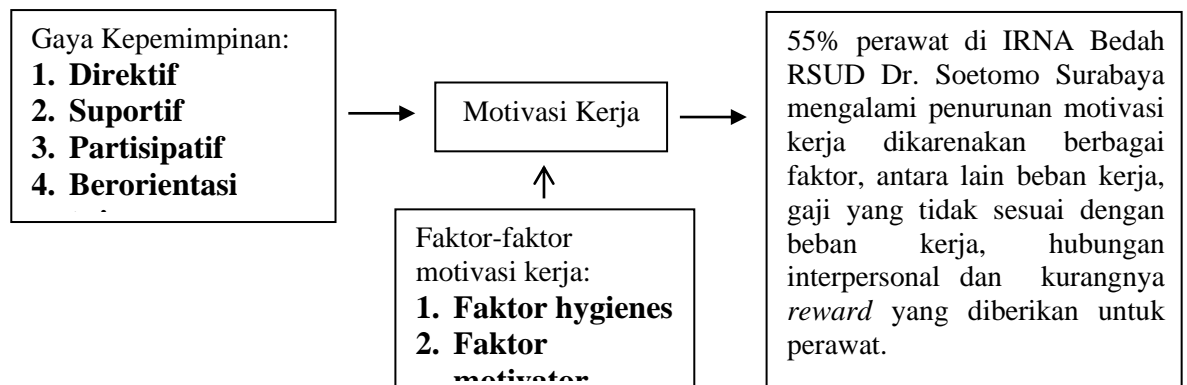 Gaya Kepemimpinan:
1. Direktif
2. Suportif
3. Partisipatif
4. Berorientasi
Motivasi Kerja
Faktor-faktor
motivasi kerja:
1. Faktor hygienes
2. Faktor
motivator
55% perawat di IRNA Bedah
RSUD Dr. Soetomo Surabaya
mengalami penurunan motivasi
kerja dikarenakan berbagai
faktor, antara lain beban kerja,
gaji yang tidak sesuai dengan
beban kerja, hubungan
interpersonal dan kurangnya
reward yang diberikan untuk
perawat.